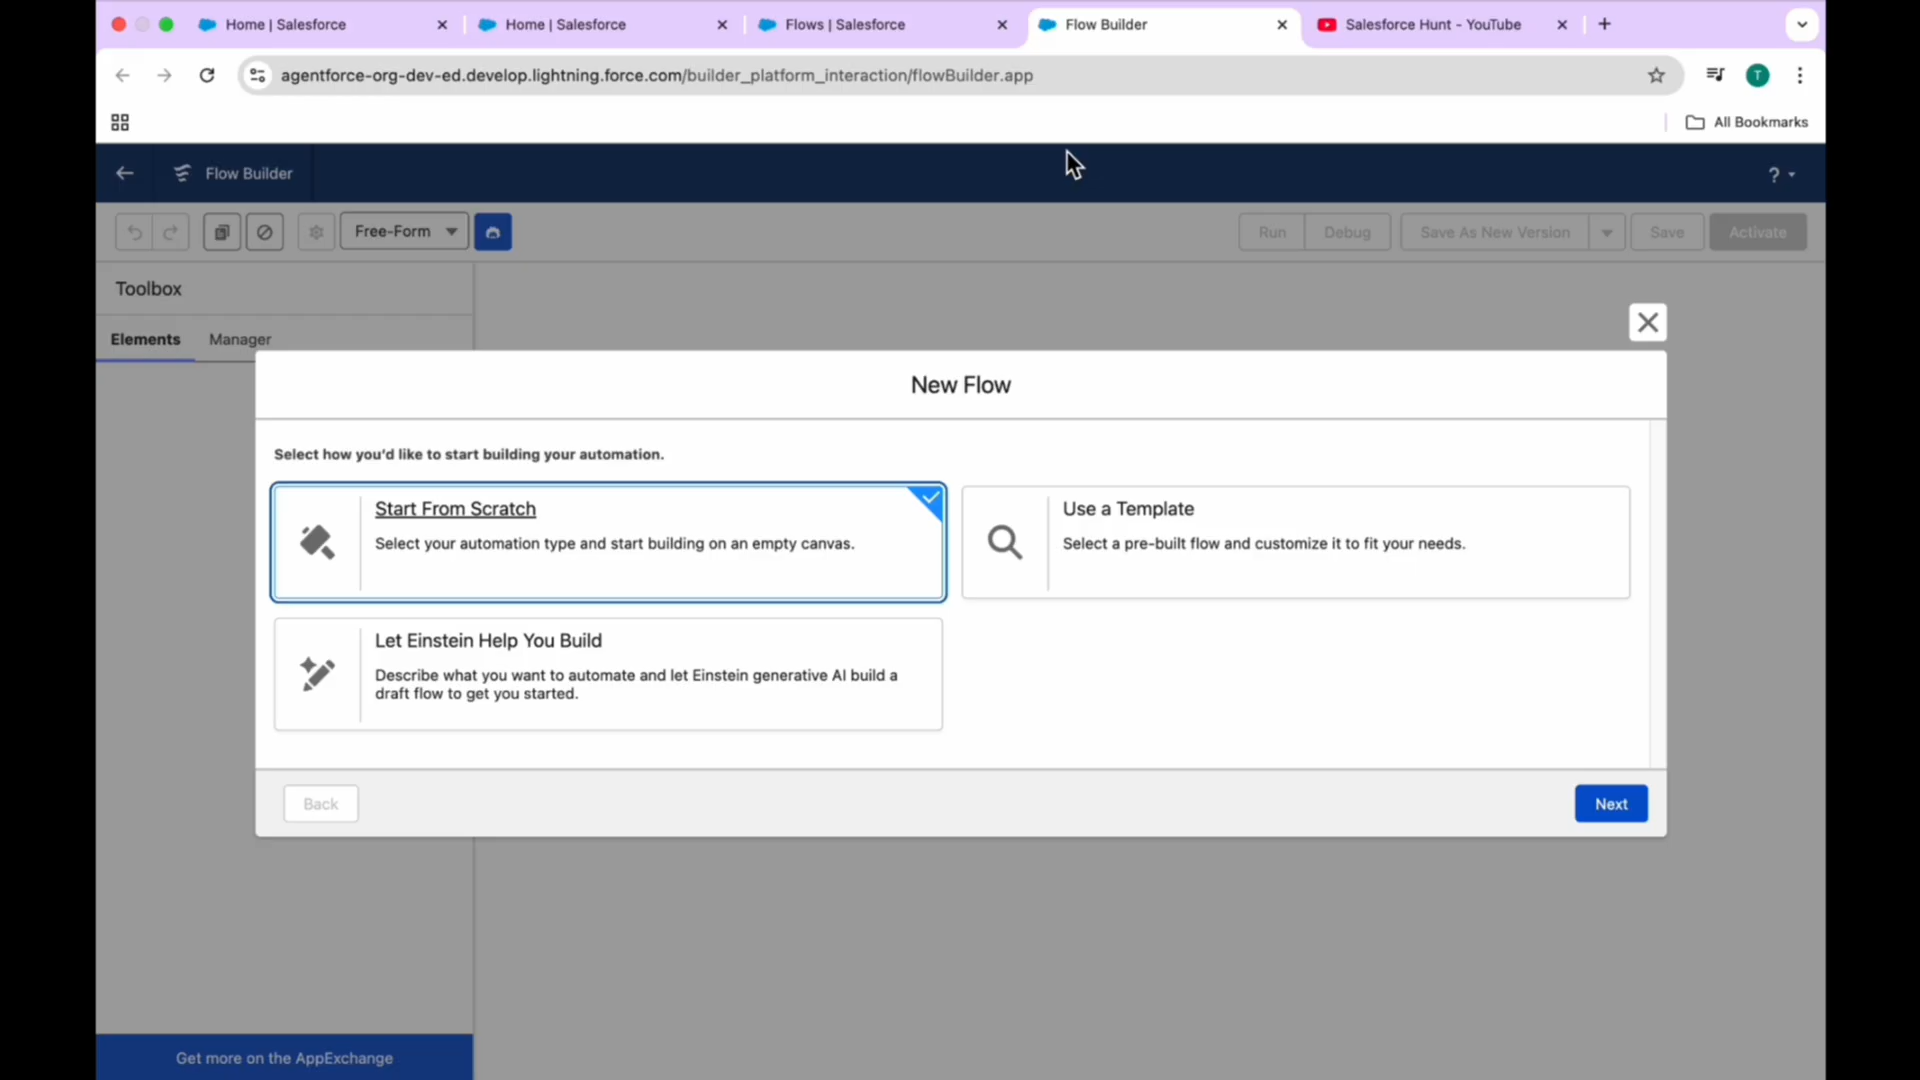 Home | Salesforce
Home | Salesforce
Flows | Salesforce
Flow Builder
Salesforce Hunt - YouTube
agentforce-org-dev-ed.develop.lightning.force.com/builder_platform_interaction/flowBuilder.app
T
All Bookmarks
Flow Builder
?
Free-Form
Run
Debug
Save As New Version
Save
Activate
Toolbox
Elements
Manager
New Flow
Select how you'd like to start building your automation.
Start From Scratch
Select your automation type and start building on an empty canvas.
Use a Template
Select a pre-built flow and customize it to fit your needs.
Let Einstein Help You Build
Describe what you want to automate and let Einstein generative AI build a
draft flow to get you started.
Back
Next
Get more on the AppExchange